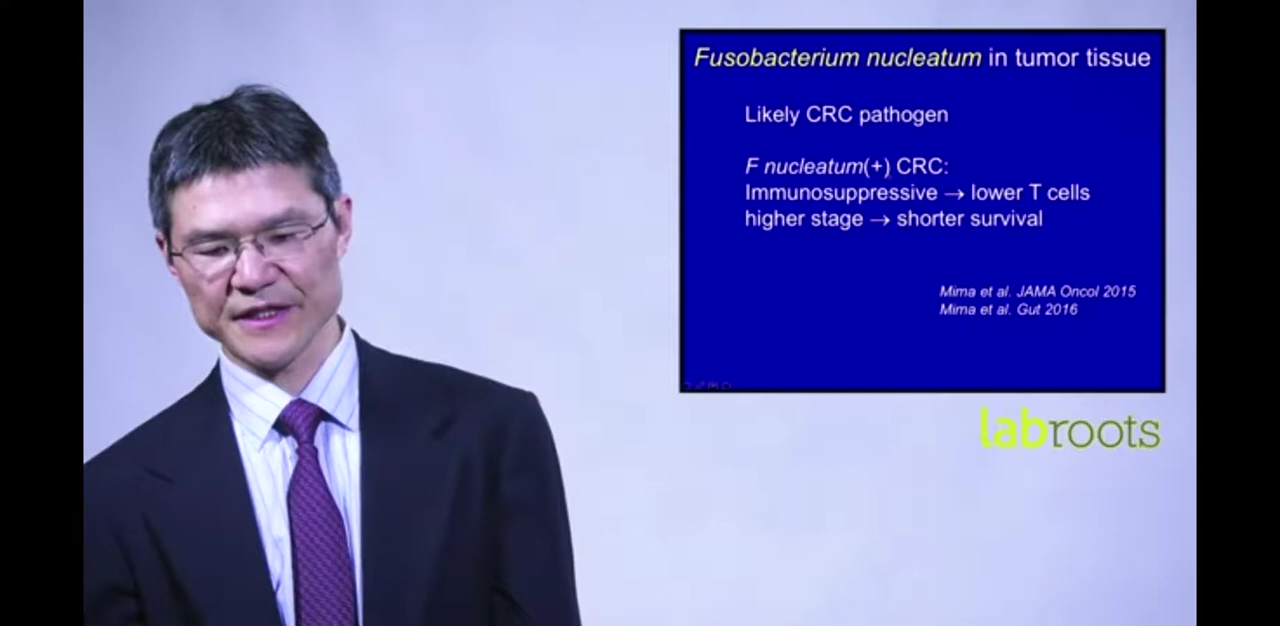 Fusobacterium nucleatum in tumor tissue
Likely CRC pathogen
F nucleatum(+) CRC:
Immunosuppressive → lower T cells
higher stage → shorter survival
Mima et al. JAMA Oncol 2015
Mima et al. Gut 2016
labroots